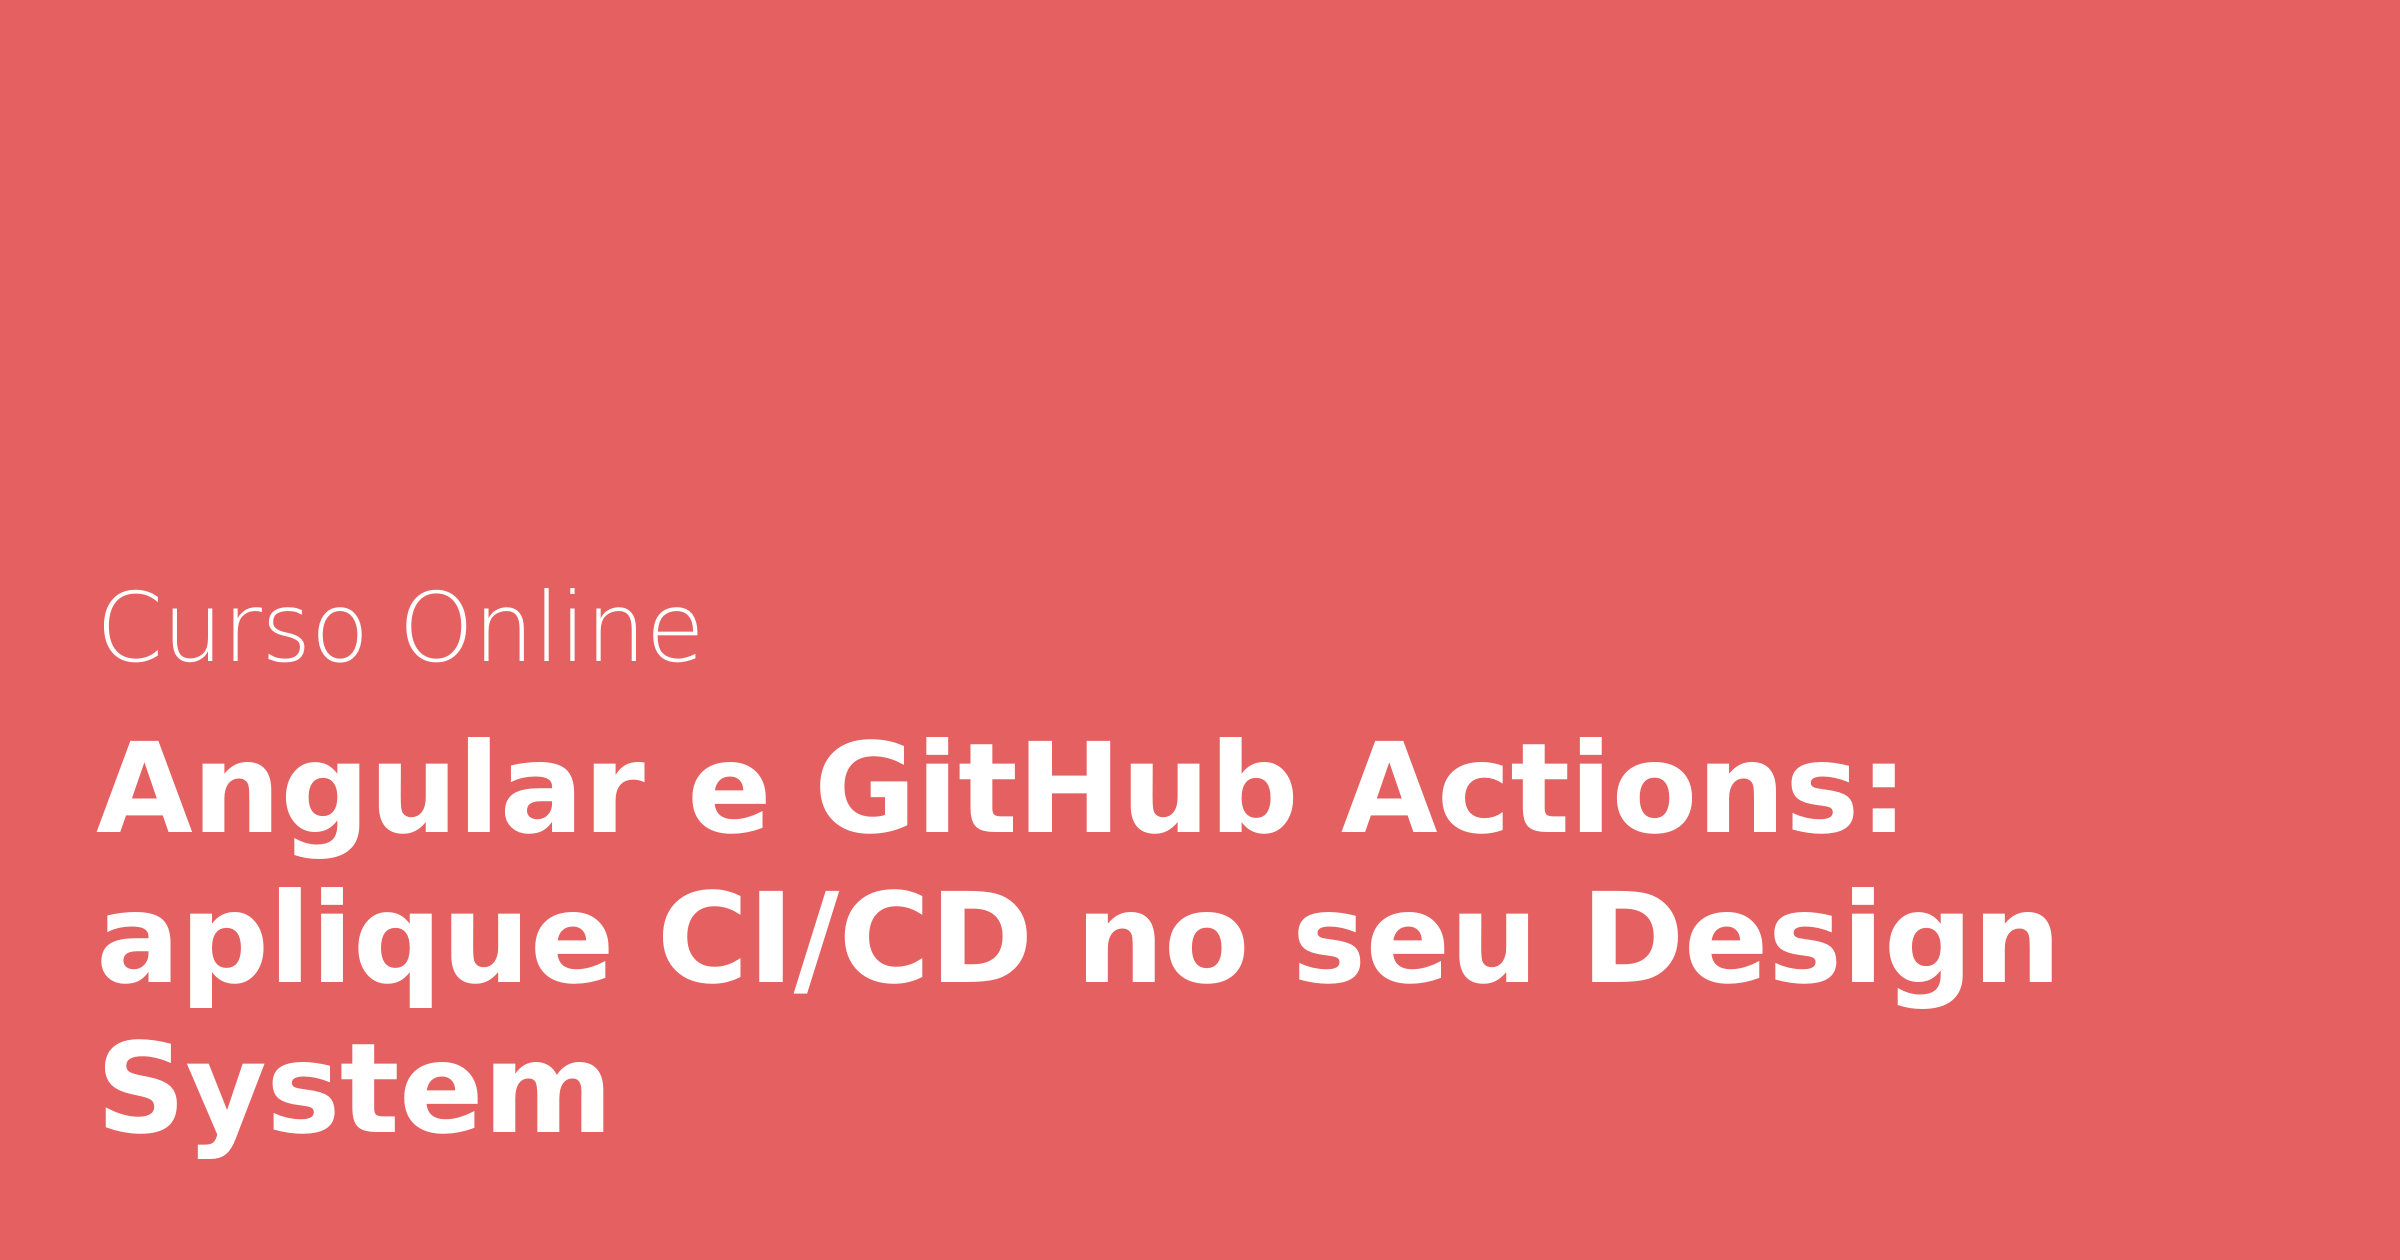 Curso Online
Angular e GitHub Actions:
aplique CI/CD no seu Design
System